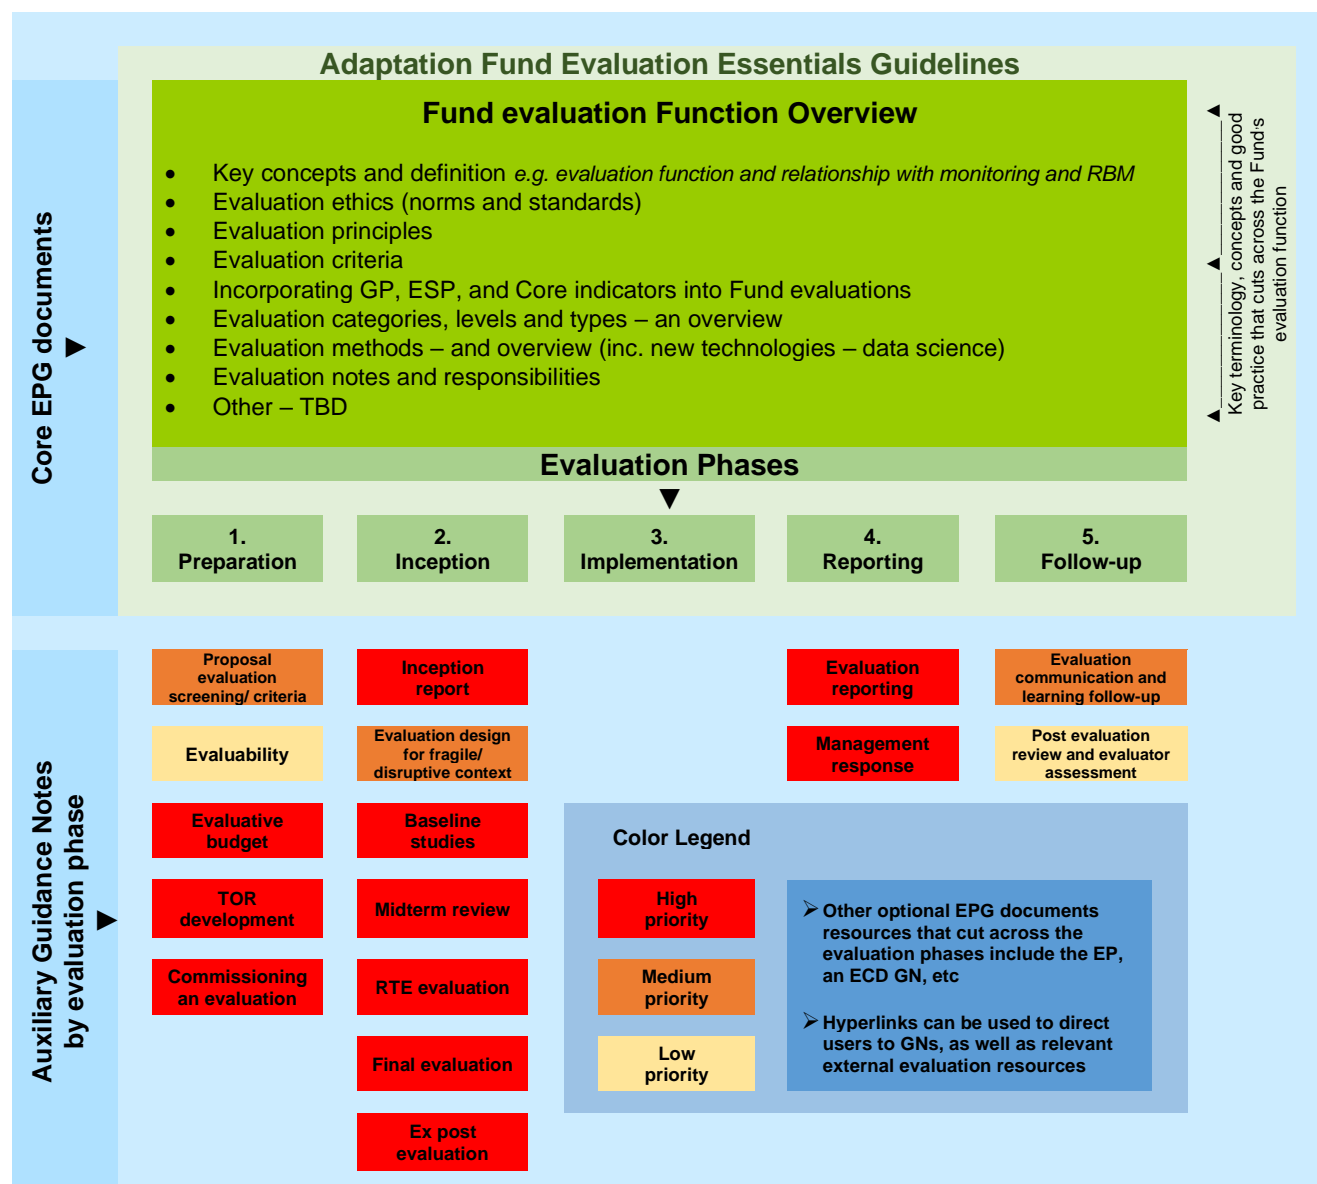 Adaptation Fund Evaluation Essentials Guidelines
Fund evaluation Function Overview
• Key concepts and definition e.g. evaluation function and relationship with monitoring and RBM
• Evaluation ethics (norms and standards)
• Evaluation principles
• Evaluation criteria
• Incorporating GP, ESP, and Core indicators into Fund evaluations
• Evaluation categories, levels and types – an overview
• Evaluation methods – and overview (inc. new technologies – data science)
• Evaluation notes and responsibilities
• Other – TBD
Key terminology, concepts and good
practice that cuts across the Fund's
evaluation function
Core EPG documents
Evaluation Phases
1.
Preparation
2.
Inception
3.
Implementation
4.
Reporting
5.
Follow-up
Auxiliary Guidance Notes
by evaluation phase
Proposal
evaluation
screening/ criteria
Evaluability
Evaluative
budget
TOR
development
Commissioning
an evaluation
Inception
report
Evaluation design
for fragile/
disruptive context
Baseline
studies
Midterm review
RTE evaluation
Final evaluation
Ex post
evaluation
Evaluation
reporting
Management
response
Evaluation
communication and
learning follow-up
Post evaluation
review and evaluator
assessment
Color Legend
High
priority
Medium
priority
Low
priority
➢ Other optional EPG documents
resources that cut across the
evaluation phases include the EP,
an ECD GN, etc
➢ Hyperlinks can be used to direct
users to GNs, as well as relevant
external evaluation resources